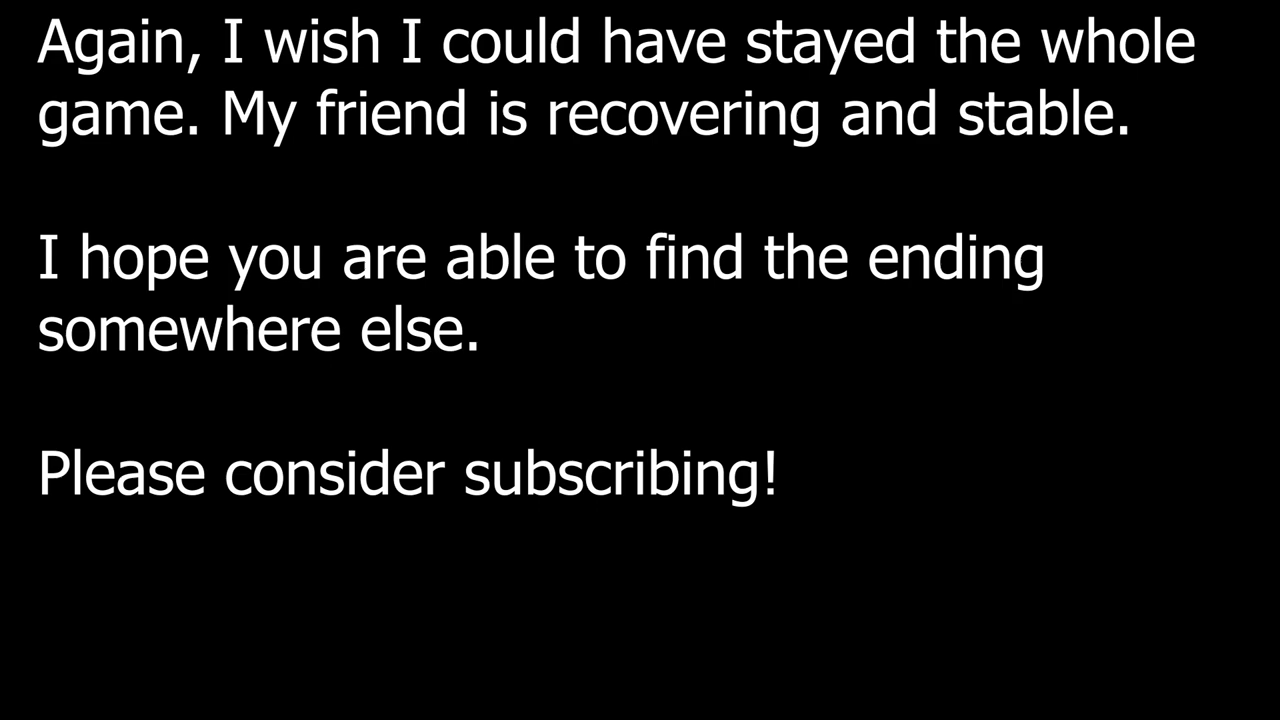 Again, I wish I could have stayed the whole
game. My friend is recovering and stable.
I hope you are able to find the ending
somewhere else.
Please consider subscribing!